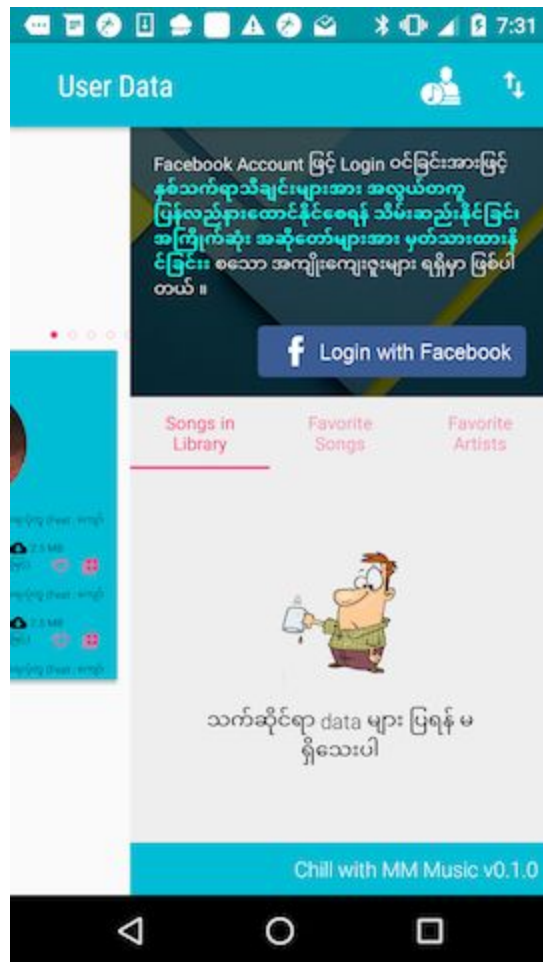 7:31
User Data
Facebook Account ဖြင့် Login ဝင်ခြင်းအားဖြင့်
နှစ်သက်ရာသီချင်းများအား အလွယ်တကူ
ပြန်လည်နားထောင်နိုင်စေရန် သိမ်းဆည်းနိုင်ခြင်း၊
အကြိုက်ဆုံး အဆိုတော်များအား မှတ်သားထားနို
င်ခြင်း စသော အကျိုးကျေးဇူးများ ရရှိမှာ ဖြစ်ပါ
တယ် ။
f Login with Facebook
Songs in
Library
Favorite
Songs
Favorite
Artists
2.5 MB
2.5 MB
သက်ဆိုင်ရာ data များ ပြရန် မ
ရှိသေးပါ
Chill with MM Music v0.1.0